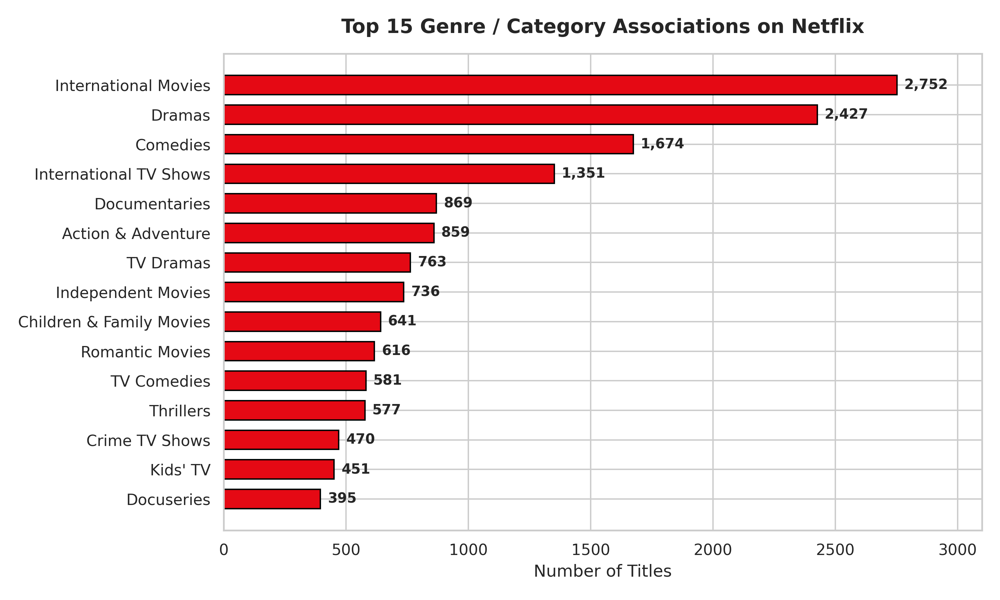 Top 15 Genre / Category Associations on Netflix
International Movies 2,752
Dramas 2,427
Comedies 1,674
International TV Shows 1,351
Documentaries 869
Action & Adventure 859
TV Dramas 763
Independent Movies 736
Children & Family Movies 641
Romantic Movies 616
TV Comedies 581
Thrillers 577
Crime TV Shows 470
Kids' TV 451
Docuseries 395
0 500 1000 1500 2000 2500 3000
Number of Titles